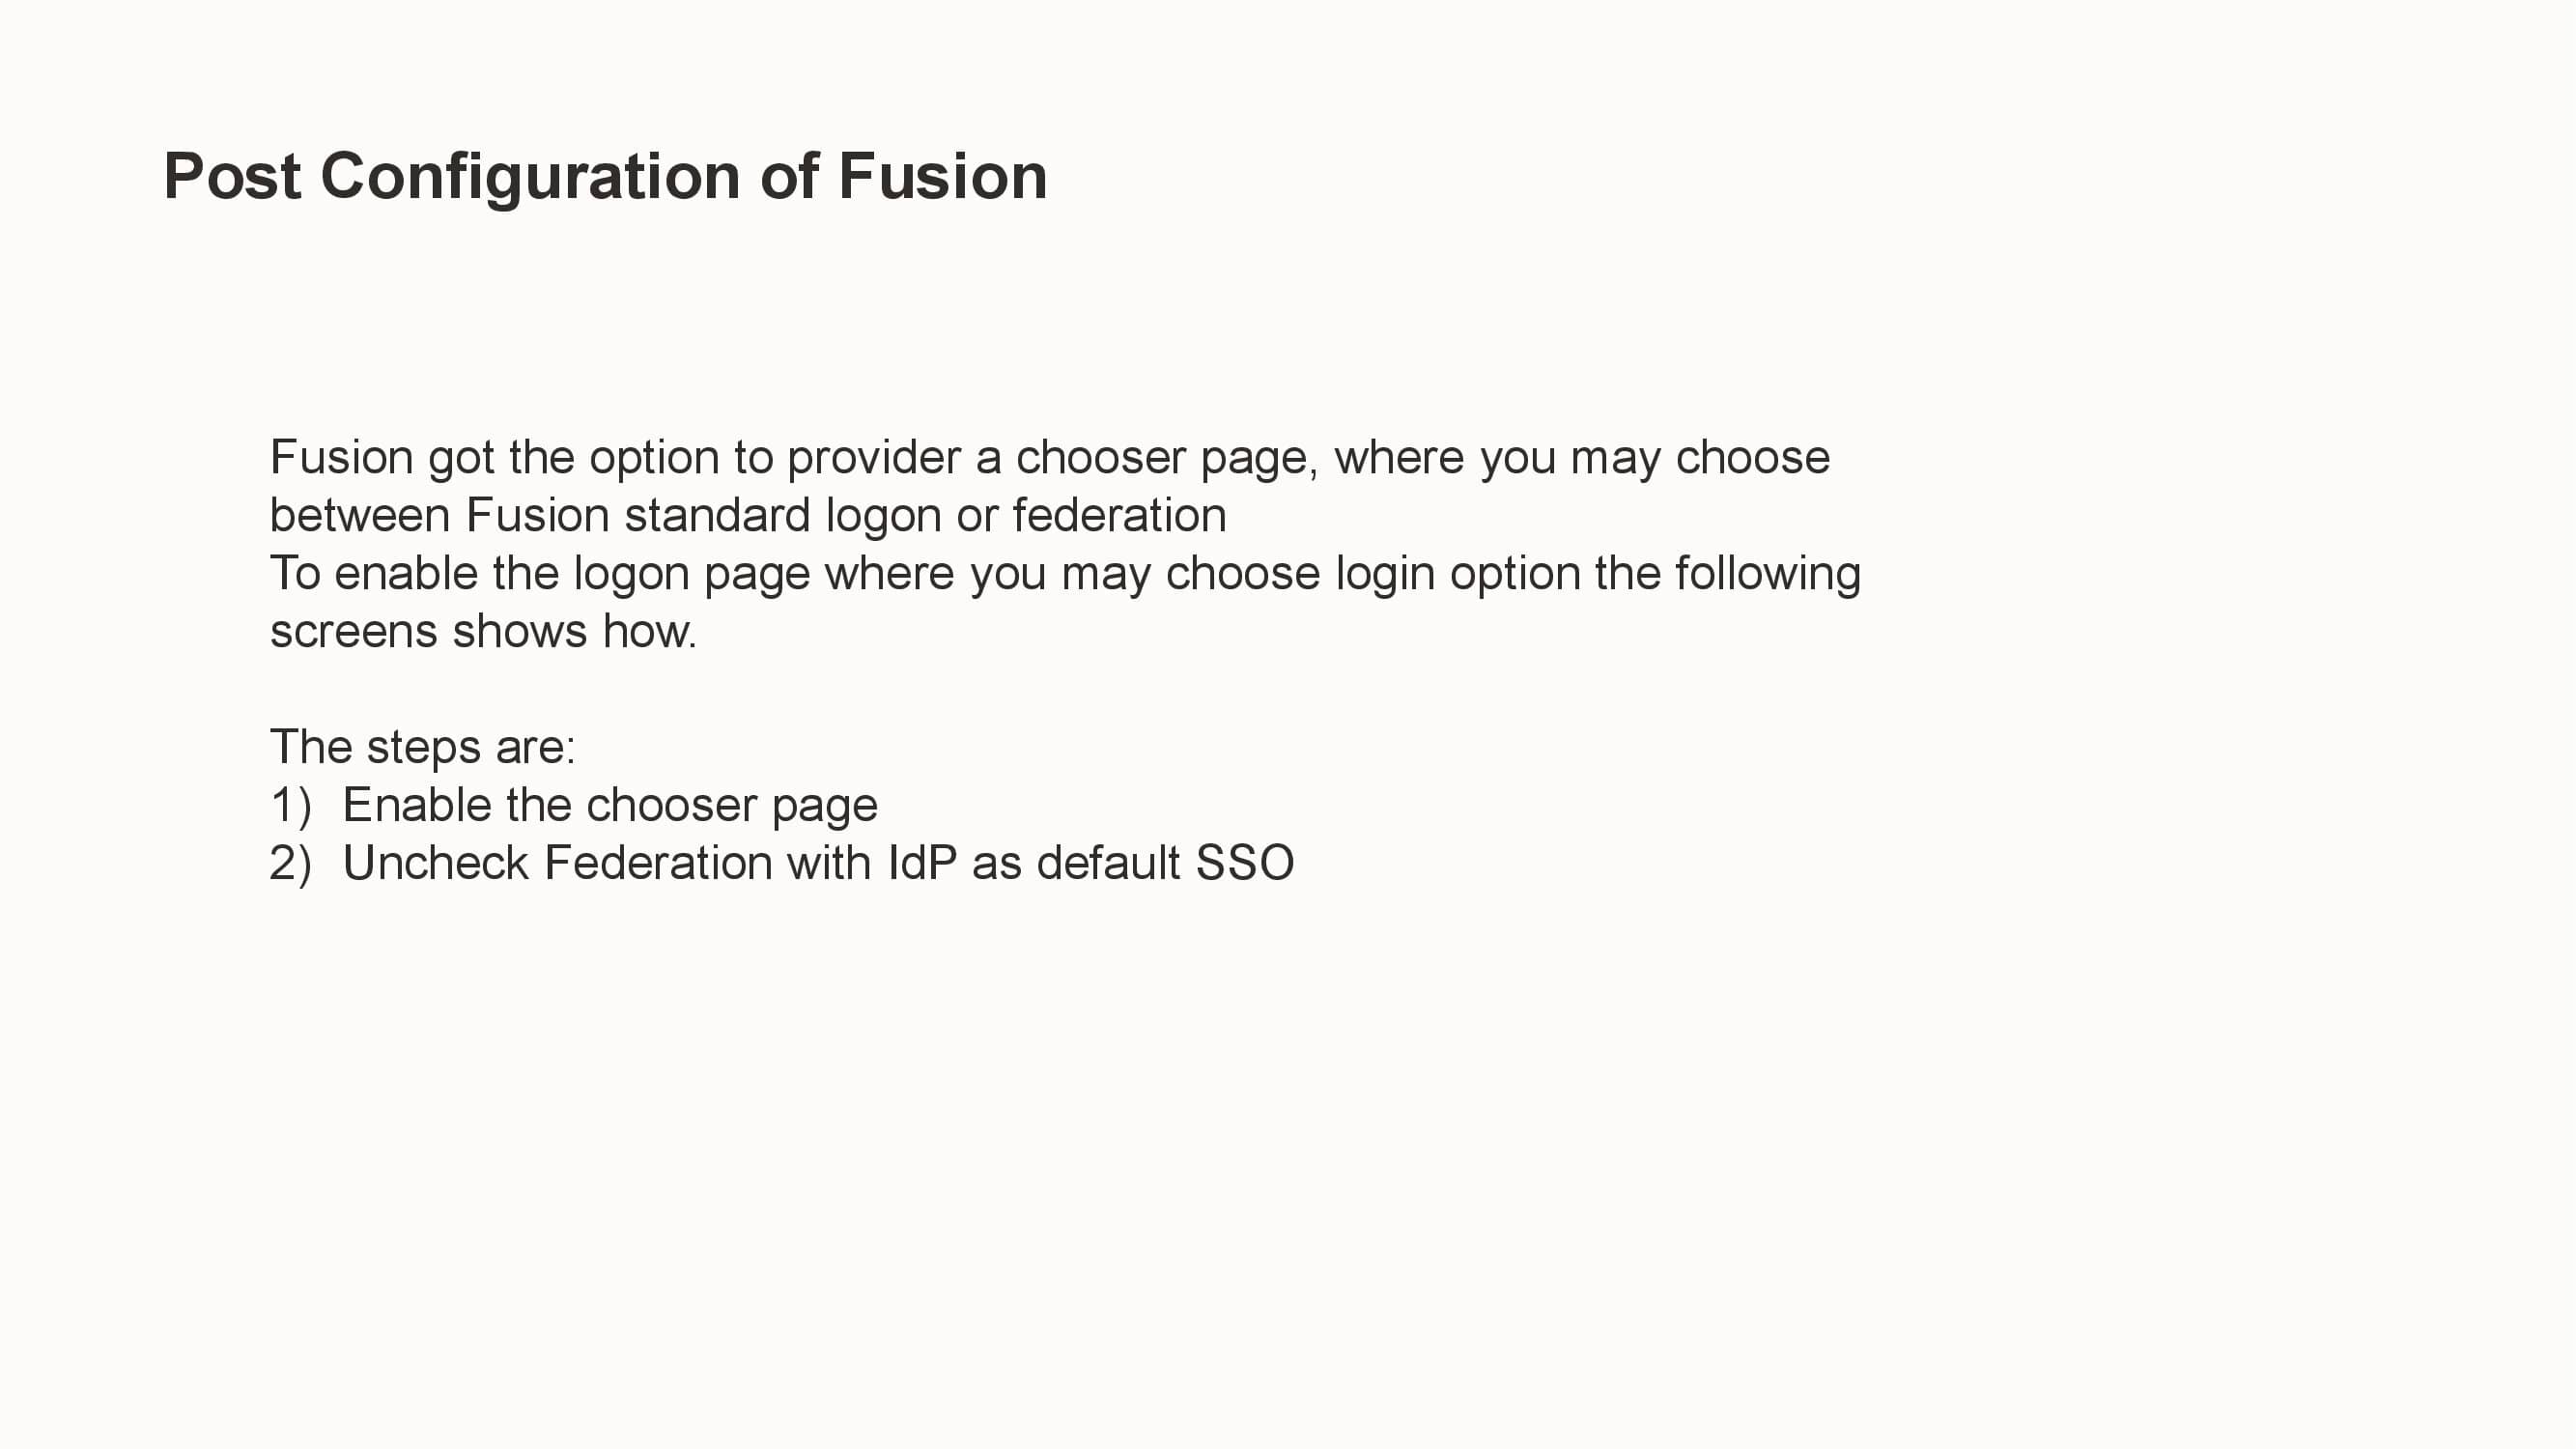 Post Configuration of Fusion
Fusion got the option to provider a chooser page, where you may choose
between Fusion standard logon or federation
To enable the logon page where you may choose login option the following
screens shows how.
The steps are:
1) Enable the chooser page
2) Uncheck Federation with IdP as default SSO